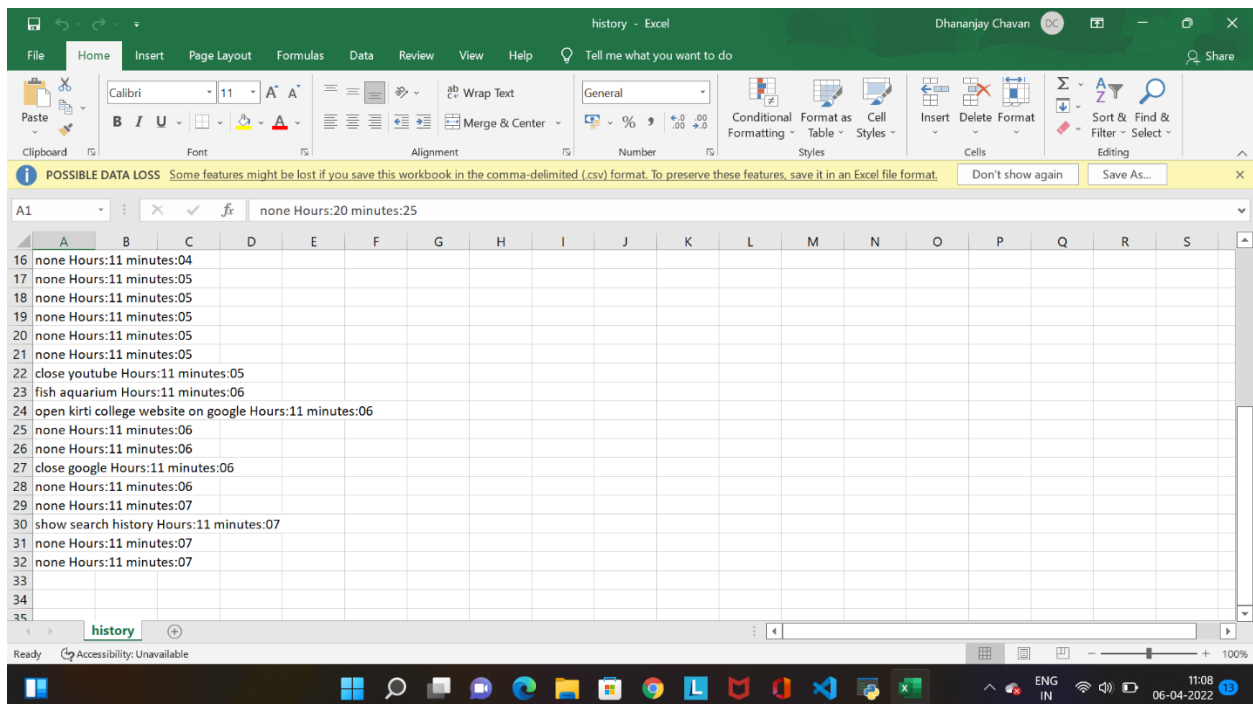 history - Excel
Dhananjay Chavan DC
File Home Insert Page Layout Formulas Data Review View Help Tell me what you want to do Share
Paste
Clipboard
Calibri 11 A A
B I U A
Font
ab Wrap Text
Merge & Center
Alignment
General
% 9 .00 .00
Number
Conditional Formatting
Format as Table
Cell Styles
Styles
Insert Delete Format
Cells
Sort & Filter
Find & Select
Editing
POSSIBLE DATA LOSS Some features might be lost if you save this workbook in the comma-delimited (.csv) format. To preserve these features, save it in an Excel file format. Don't show again Save As...
A1 fx none Hours:20 minutes:25
A B C D E F G H I J K L M N O P Q R S
16 none Hours:11 minutes:04
17 none Hours:11 minutes:05
18 none Hours:11 minutes:05
19 none Hours:11 minutes:05
20 none Hours:11 minutes:05
21 none Hours:11 minutes:05
22 close youtube Hours:11 minutes:05
23 fish aquarium Hours:11 minutes:06
24 open kirti college website on google Hours:11 minutes:06
25 none Hours:11 minutes:06
26 none Hours:11 minutes:06
27 close google Hours:11 minutes:06
28 none Hours:11 minutes:06
29 none Hours:11 minutes:07
30 show search history Hours:11 minutes:07
31 none Hours:11 minutes:07
32 none Hours:11 minutes:07
33
34
35
history
Ready Accessibility: Unavailable 100%
L ENG 11:08
IN 06-04-2022 13